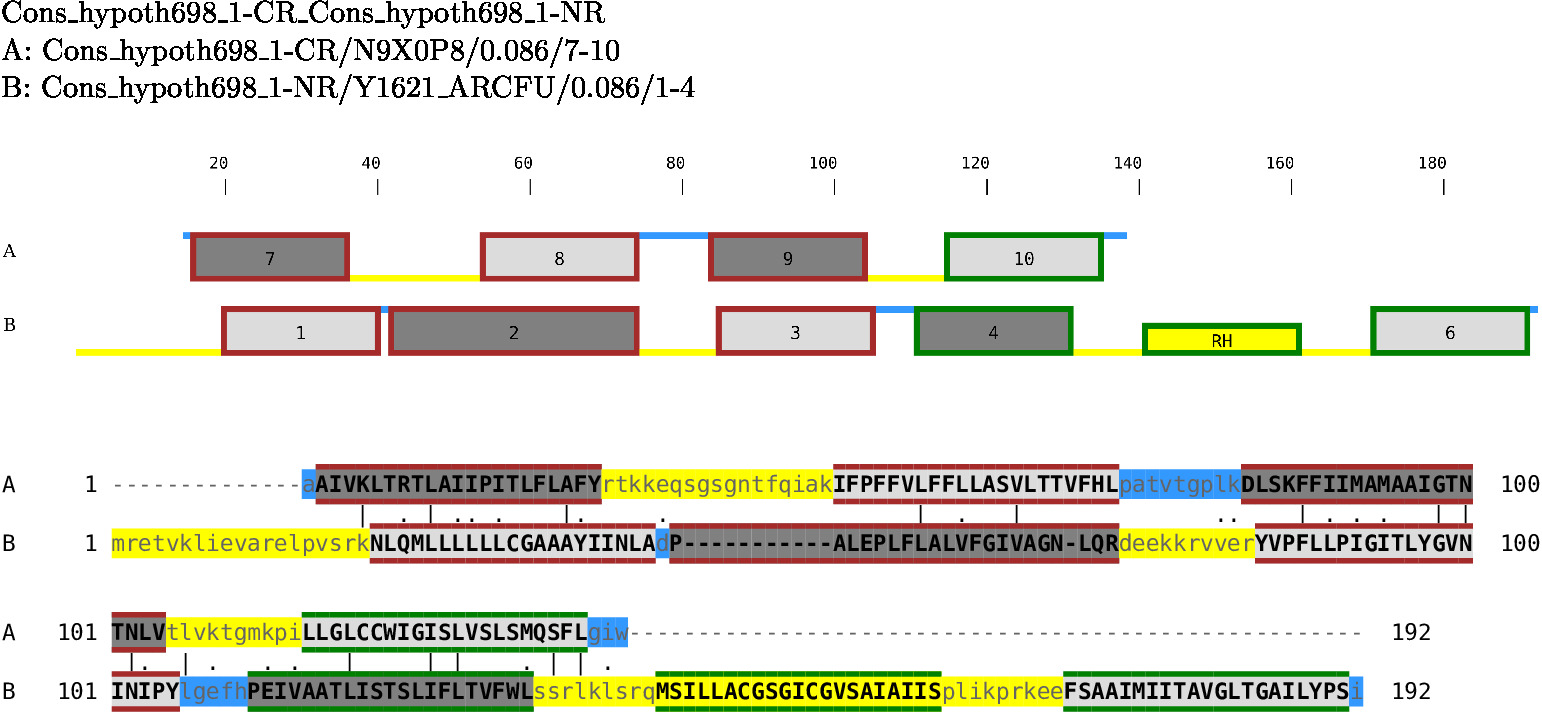 Cons_hypoth698_1-CR_Cons_hypoth698_1-NR
A: Cons_hypoth698_1-CR/N9X0P8/0.086/7-10
B: Cons_hypoth698_1-NR/Y1621_ARCFU/0.086/1-4
20 40 60 80 100 120 140 160 180
A 7 8 9 10
B 1 2 3 4 RH 6
A 1 --------------aAIVKLTRTLAIIPITLFLAFYrtkkeqsgsgntfqiakIFPFFVLFFLLASVLTTVFHLpatvtgplkDLSKFFIIMAMAAIGTN 100
B 1 mretvklievarelpvsrkNLQMLLLLLLCGAAAYIINLAdP-----------ALEPLFLALVFGIVAGN-LQRdeekkrvverYVPFLLPIGITLYGVN 100
A 101 TNLVtlvktgmkpiLLGLCCWIGISLVSLSMQSFLgiw------------------------------------------------------ 192
B 101 INIPYlgefhPEIVAATLISTSLIFLTVFWLssrlklsrqMSILLACGSGICGVSAIAIISplikprkeeFSAAIMIITAVGLTGAILYPSi 192